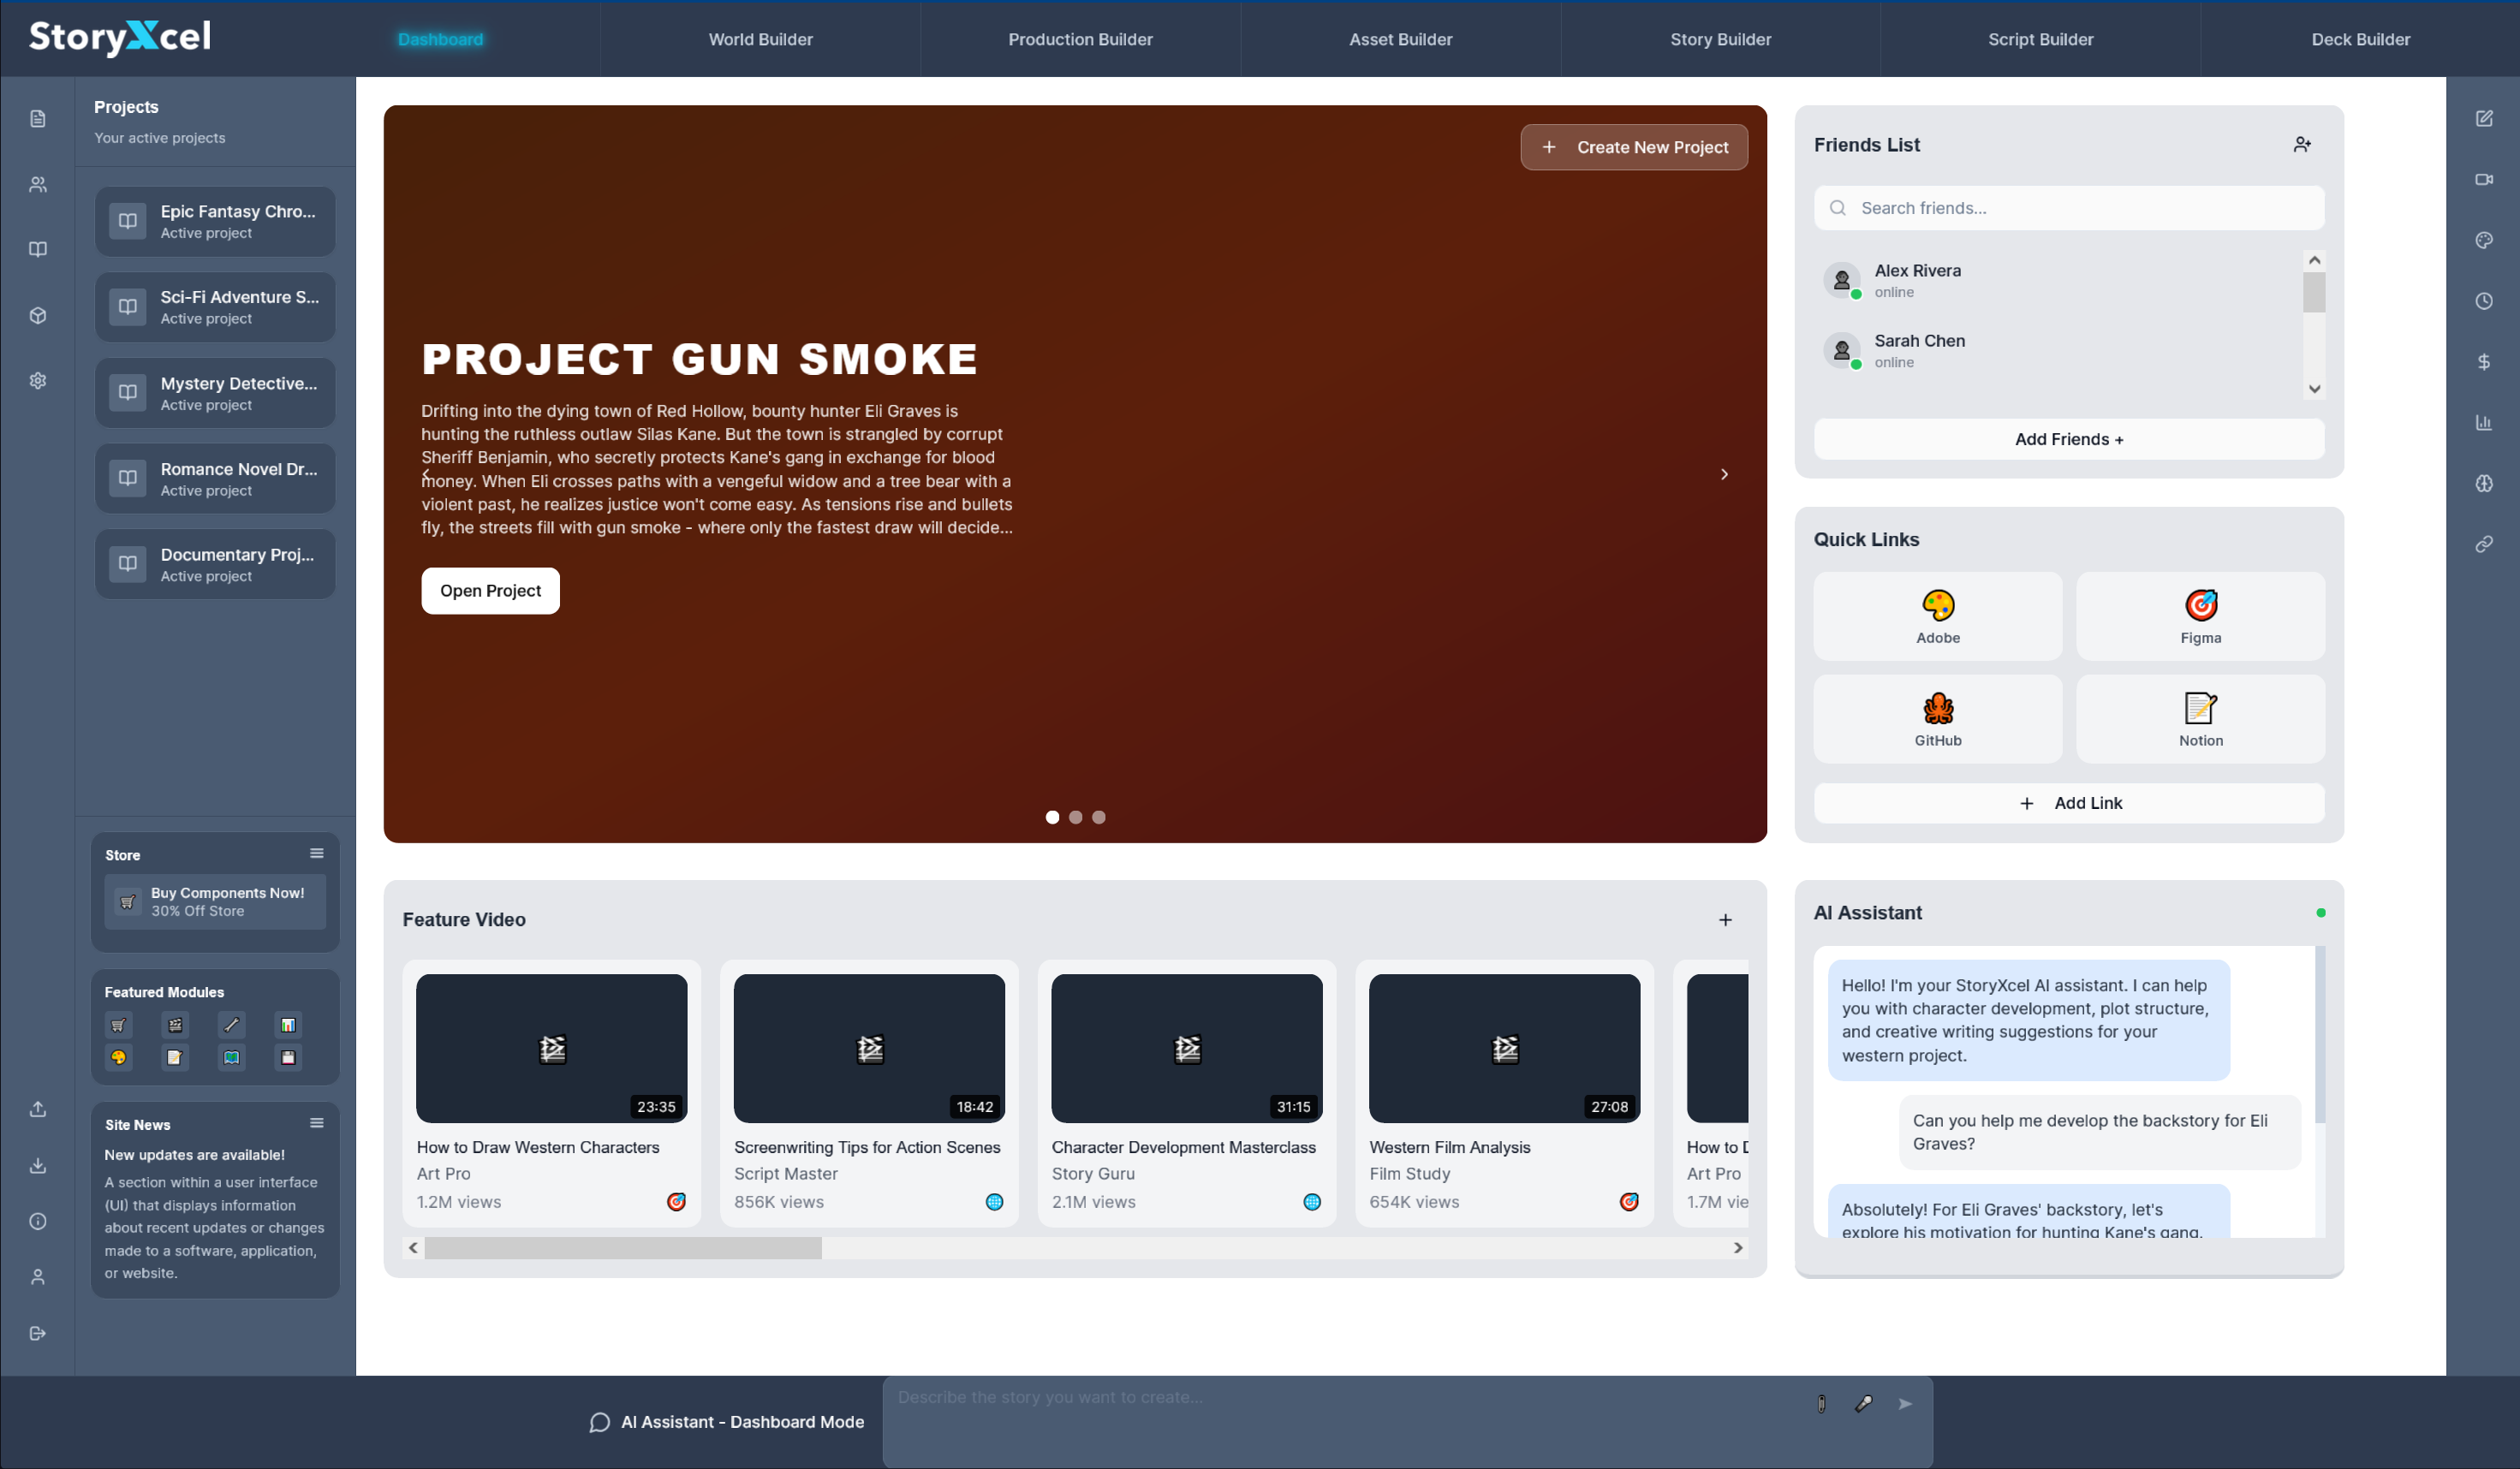 StoryXcel
Dashboard
World Builder
Production Builder
Asset Builder
Story Builder
Script Builder
Deck Builder
Projects
Your active projects
Epic Fantasy Chro...
Active project
Sci-Fi Adventure S...
Active project
Mystery Detective...
Active project
Romance Novel Dr...
Active project
Documentary Proj...
Active project
Store
Buy Components Now!
30% Off Store
Featured Modules
Site News
New updates are available!
A section within a user interface
(UI) that displays information
about recent updates or changes
made to a software, application,
or website.
+ Create New Project
PROJECT GUN SMOKE
Drifting into the dying town of Red Hollow, bounty hunter Eli Graves is
hunting the ruthless outlaw Silas Kane. But the town is strangled by corrupt
Sheriff Benjamin, who secretly protects Kane's gang in exchange for blood
money. When Eli crosses paths with a vengeful widow and a tree bear with a
violent past, he realizes justice won't come easy. As tensions rise and bullets
fly, the streets fill with gun smoke - where only the fastest draw will decide...
Open Project
Feature Video
23:35
How to Draw Western Characters
Art Pro
1.2M views
18:42
Screenwriting Tips for Action Scenes
Script Master
856K views
31:15
Character Development Masterclass
Story Guru
2.1M views
27:08
Western Film Analysis
Film Study
654K views
How to D
Art Pro
1.7M vie
Friends List
Search friends...
Alex Rivera
online
Sarah Chen
online
Add Friends +
Quick Links
Adobe
Figma
GitHub
Notion
+ Add Link
AI Assistant
Hello! I'm your StoryXcel AI assistant. I can help
you with character development, plot structure,
and creative writing suggestions for your
western project.
Can you help me develop the backstory for Eli
Graves?
Absolutely! For Eli Graves' backstory, let's
explore his motivation for hunting Kane's gang.
AI Assistant - Dashboard Mode
Describe the story you want to create...